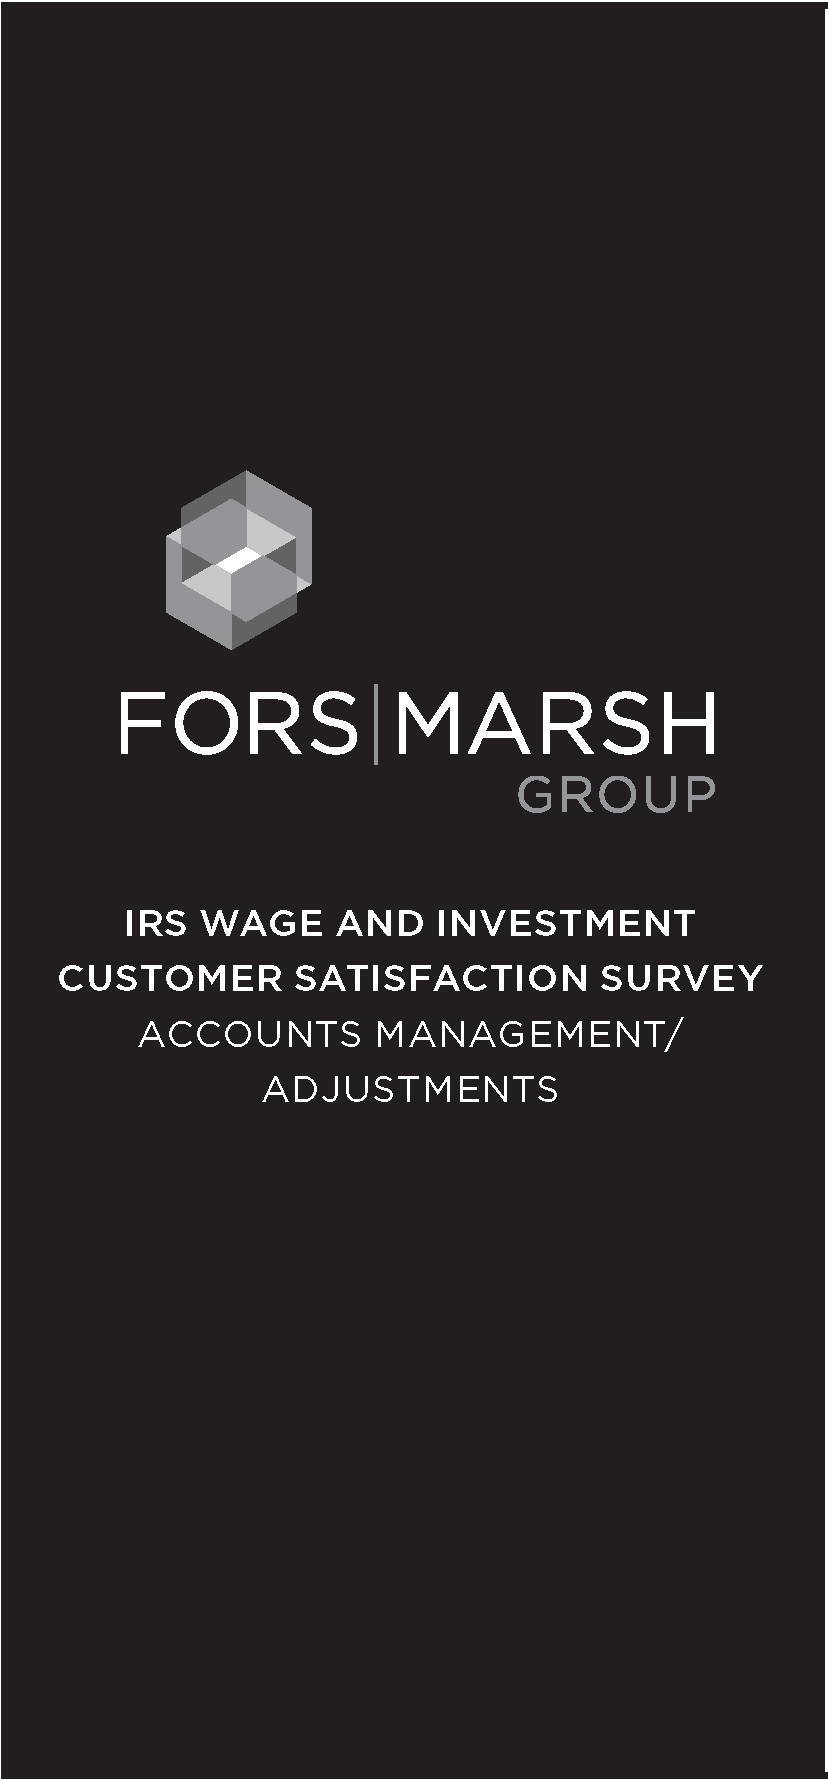 FORS|MARSH
GROUP
IRS WAGE AND INVESTMENT
CUSTOMER SATISFACTION SURVEY
ACCOUNTS MANAGEMENT/
ADJUSTMENTS